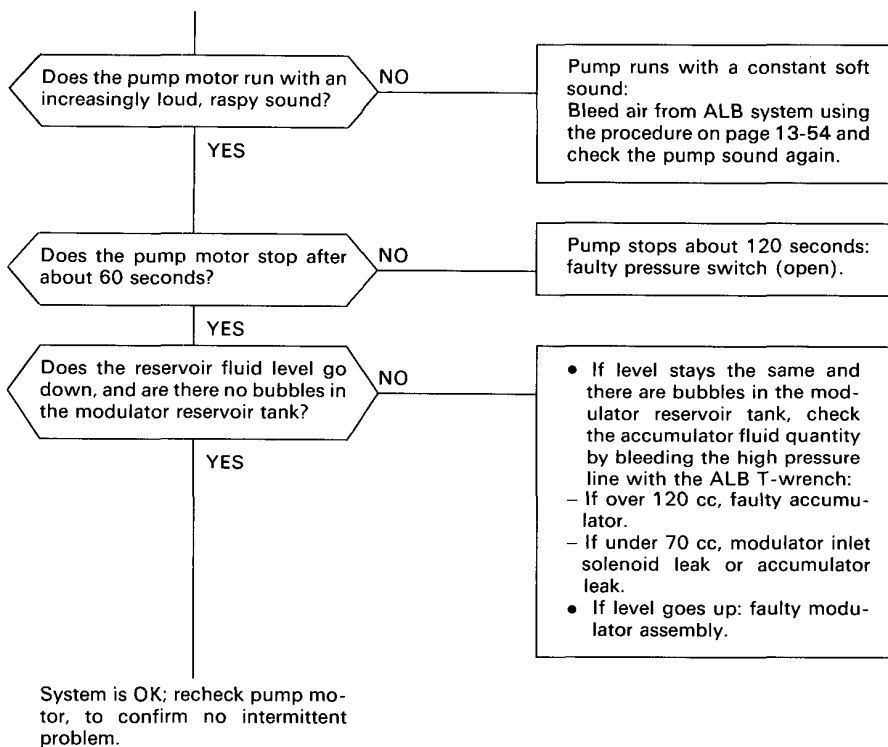 Does the pump motor run with an
increasingly loud, raspy sound?
NO
Pump runs with a constant soft
sound:
Bleed air from ALB system using
the procedure on page 13-54 and
check the pump sound again.
YES
Does the pump motor stop after
about 60 seconds?
NO
Pump stops about 120 seconds:
faulty pressure switch (open).
YES
Does the reservoir fluid level go
down, and are there no bubbles in
the modulator reservoir tank?
NO
● If level stays the same and
there are bubbles in the mod-
ulator reservoir tank, check
the accumulator fluid quantity
by bleeding the high pressure
line with the ALB T-wrench:
– If over 120 cc, faulty accumu-
lator.
– If under 70 cc, modulator inlet
solenoid leak or accumulator
leak.
● If level goes up: faulty modu-
lator assembly.
YES
System is OK; recheck pump mo-
tor, to confirm no intermittent
problem.